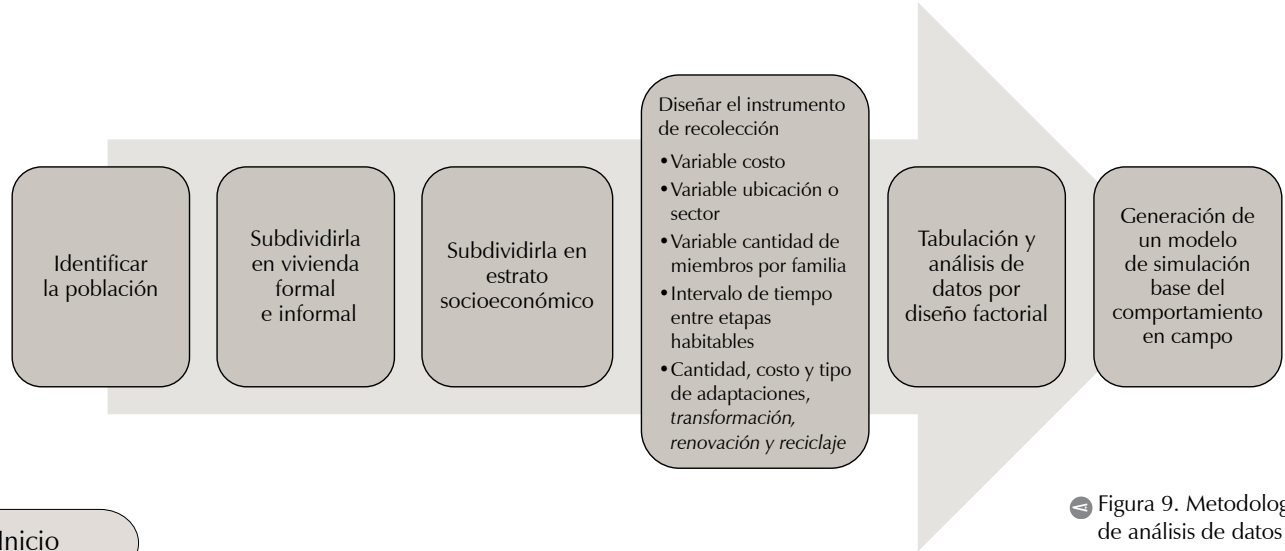 Identificar
la población
Subdividirla
en vivienda
formal
e informal
Subdividirla en
estrato
socioeconómico
Diseñar el instrumento
de recolección
•Variable costo
•Variable ubicación o
sector
•Variable cantidad de
miembros por familia
•Intervalo de tiempo
entre etapas
habitables
•Cantidad, costo y tipo
de adaptaciones,
transformación,
renovación y reciclaje
Tabulación y
análisis de
datos por
diseño factorial
Generación de
un modelo
de simulación
base del
comportamiento
en campo
Inicio
Figura 9. Metodolog
de análisis de datos